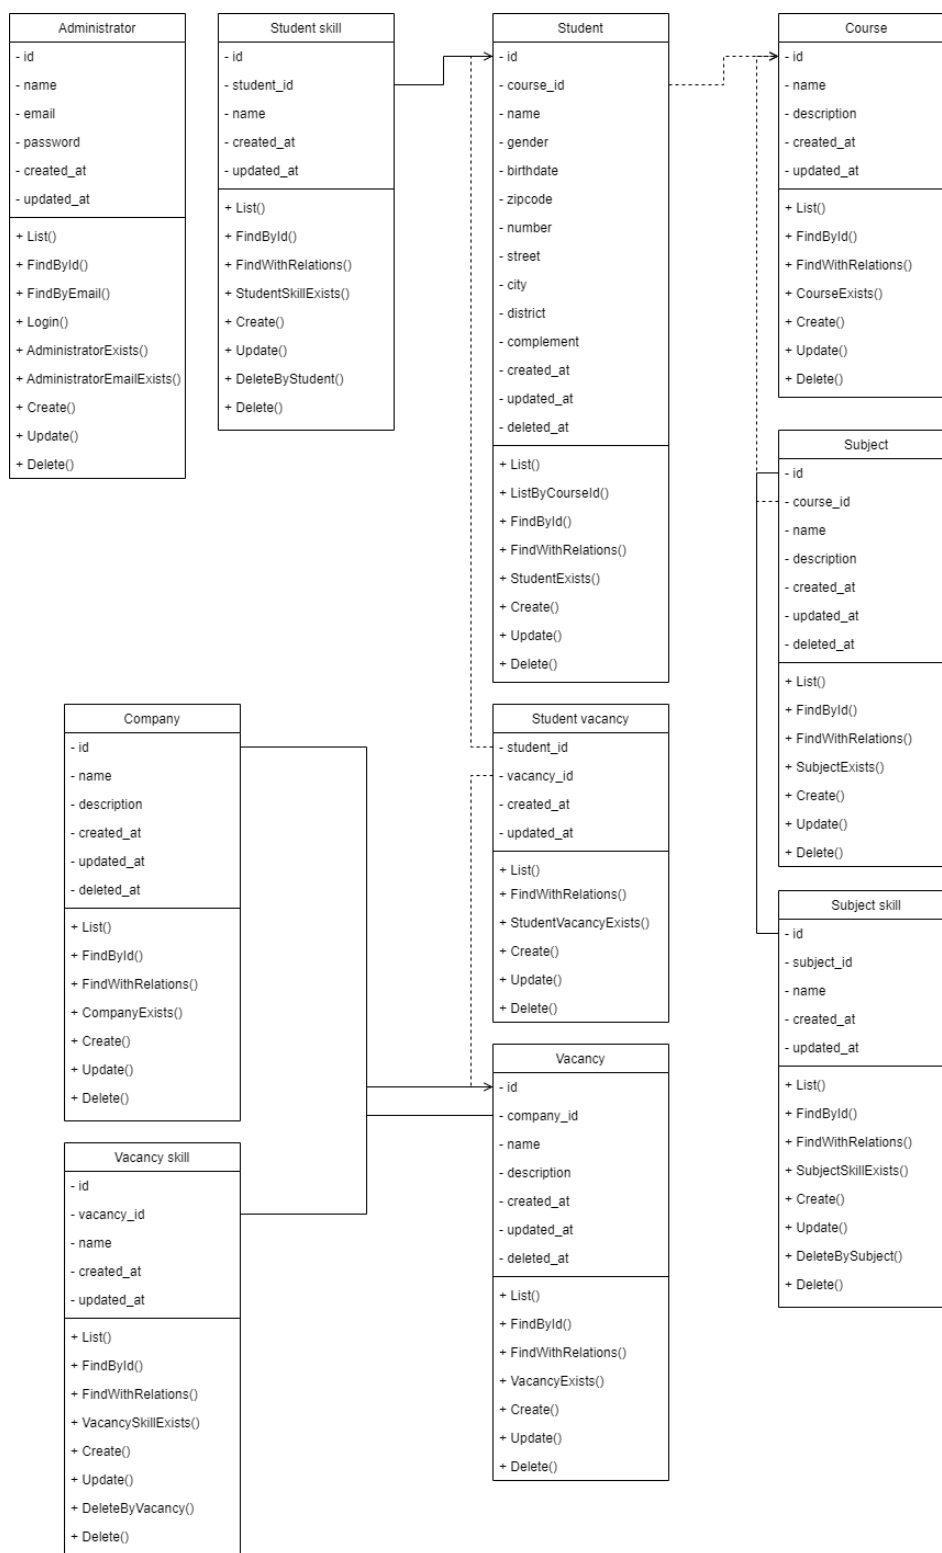 Administrator
- id
- name
- email
- password
- created_at
- updated_at
+ List()
+ FindById()
+ FindByEmail()
+ Login()
+ AdministratorExists()
+ AdministratorEmailExists()
+ Create()
+ Update()
+ Delete()
Student skill
- id
- student_id
- name
- created_at
- updated_at
+ List()
+ FindById()
+ FindWithRelations()
+ StudentSkillExists()
+ Create()
+ Update()
+ DeleteByStudent()
+ Delete()
Student
- id
- course_id
- name
- gender
- birthdate
- zipcode
- number
- street
- city
- district
- complement
- created_at
- updated_at
- deleted_at
+ List()
+ ListByCourseId()
+ FindById()
+ FindWithRelations()
+ StudentExists()
+ Create()
+ Update()
+ Delete()
Course
- id
- name
- description
- created_at
- updated_at
+ List()
+ FindById()
+ FindWithRelations()
+ CourseExists()
+ Create()
+ Update()
+ Delete()
Subject
- id
- course_id
- name
- description
- created_at
- updated_at
- deleted_at
+ List()
+ FindById()
+ FindWithRelations()
+ SubjectExists()
+ Create()
+ Update()
+ Delete()
Company
- id
- name
- description
- created_at
- updated_at
- deleted_at
+ List()
+ FindById()
+ FindWithRelations()
+ CompanyExists()
+ Create()
+ Update()
+ Delete()
Student vacancy
- student_id
- vacancy_id
- created_at
- updated_at
+ List()
+ FindWithRelations()
+ StudentVacancyExists()
+ Create()
+ Update()
+ Delete()
Subject skill
- id
- subject_id
- name
- created_at
- updated_at
+ List()
+ FindById()
+ FindWithRelations()
+ SubjectSkillExists()
+ Create()
+ Update()
+ DeleteBySubject()
+ Delete()
Vacancy skill
- id
- vacancy_id
- name
- created_at
- updated_at
+ List()
+ FindById()
+ FindWithRelations()
+ VacancySkillExists()
+ Create()
+ Update()
+ DeleteByVacancy()
+ Delete()
Vacancy
- id
- company_id
- name
- description
- created_at
- updated_at
- deleted_at
+ List()
+ FindById()
+ FindWithRelations()
+ VacancyExists()
+ Create()
+ Update()
+ Delete()